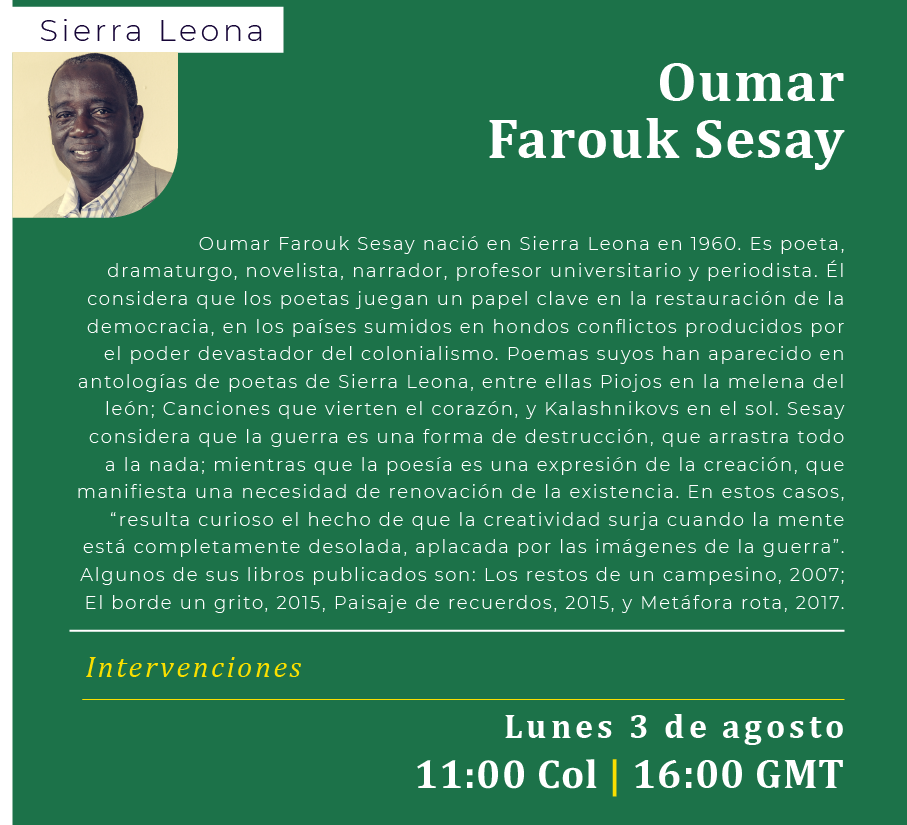 Sierra Leona
Oumar
Farouk Sesay
Oumar Farouk Sesay nació en Sierra Leona en 1960. Es poeta,
dramaturgo, novelista, narrador, profesor universitario y periodista. Él
considera que los poetas juegan un papel clave en la restauración de la
democracia, en los países sumidos en hondos conflictos producidos por
el poder devastador del colonialismo. Poemas suyos han aparecido en
antologías de poetas de Sierra Leona, entre ellas Piojos en la melena del
león; Canciones que vierten el corazón, y Kalashnikovs en el sol. Sesay
considera que la guerra es una forma de destrucción, que arrastra todo
a la nada; mientras que la poesía es una expresión de la creación, que
manifiesta una necesidad de renovación de la existencia. En estos casos,
“resulta curioso el hecho de que la creatividad surja cuando la mente
está completamente desolada, aplacada por las imágenes de la guerra”.
Algunos de sus libros publicados son: Los restos de un campesino, 2007;
El borde un grito, 2015, Paisaje de recuerdos, 2015, y Metáfora rota, 2017.
Intervenciones
Lunes 3 de agosto
11:00 Col | 16:00 GMT